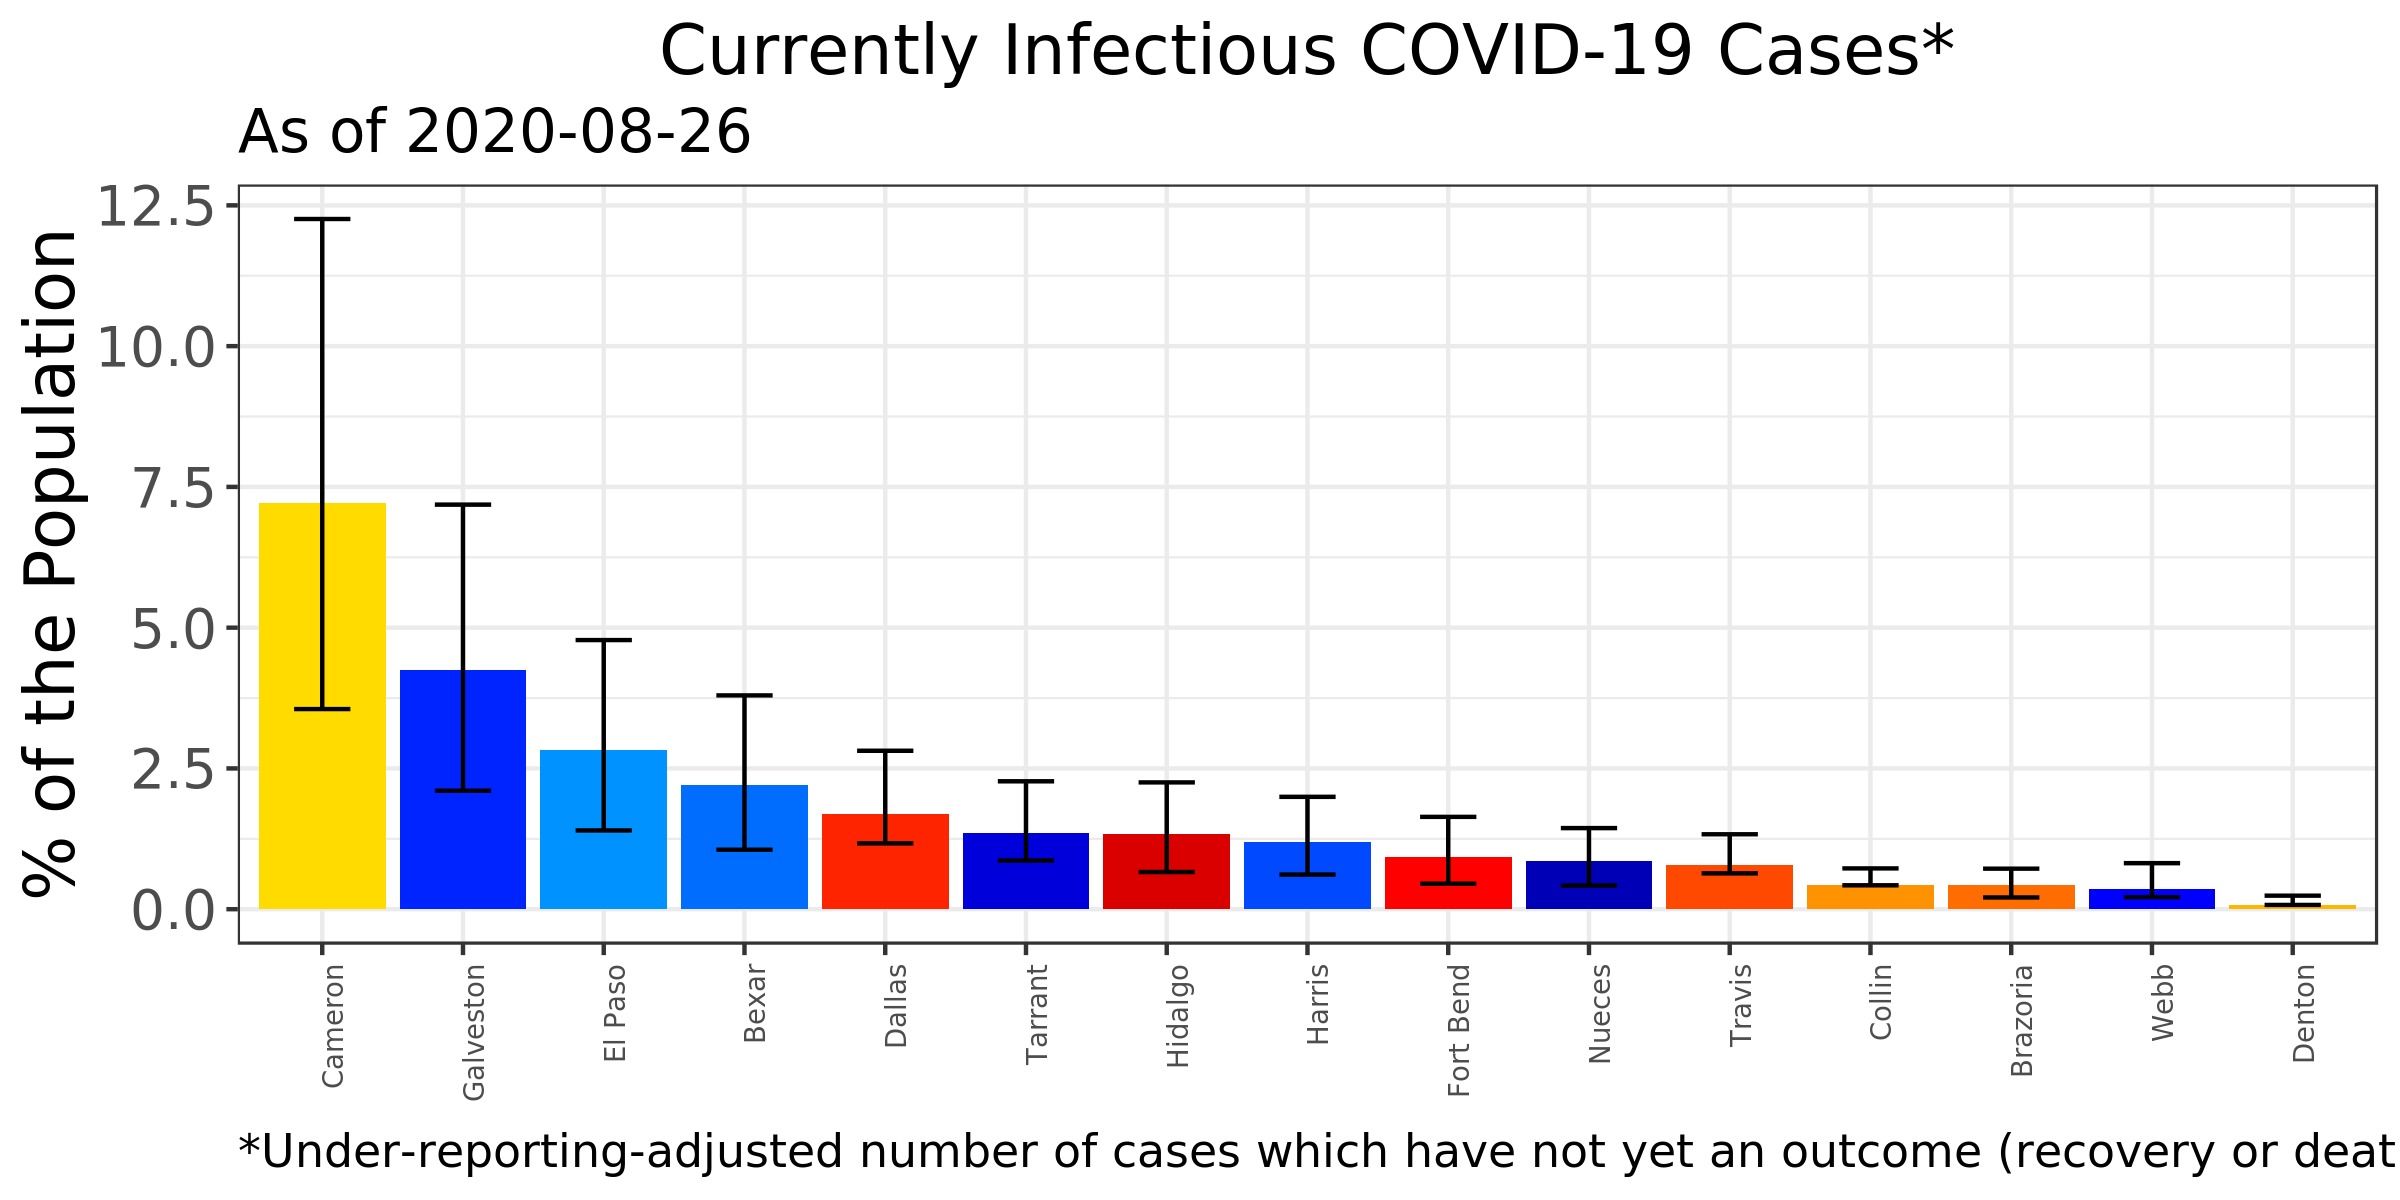 Currently Infectious COVID-19 Cases*
As of 2020-08-26
% of the Population
12.5
10.0
7.5
5.0
2.5
0.0
Cameron
Galveston
El Paso
Bexar
Dallas
Tarrant
Hidalgo
Harris
Fort Bend
Nueces
Travis
Collin
Brazoria
Webb
Denton
*Under-reporting-adjusted number of cases which have not yet an outcome (recovery or deat